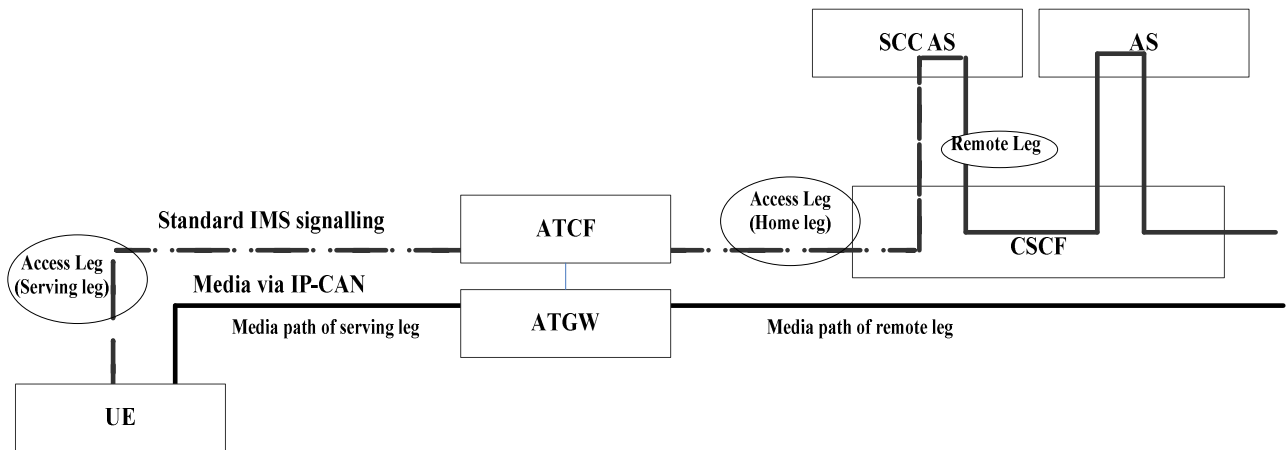 SCC AS
AS
Remote Leg
Access Leg
(Home leg)
Standard IMS signalling
ATCF
CSCF
Access Leg
(Serving leg)
Media via IP-CAN
Media path of serving leg
ATGW
Media path of remote leg
UE